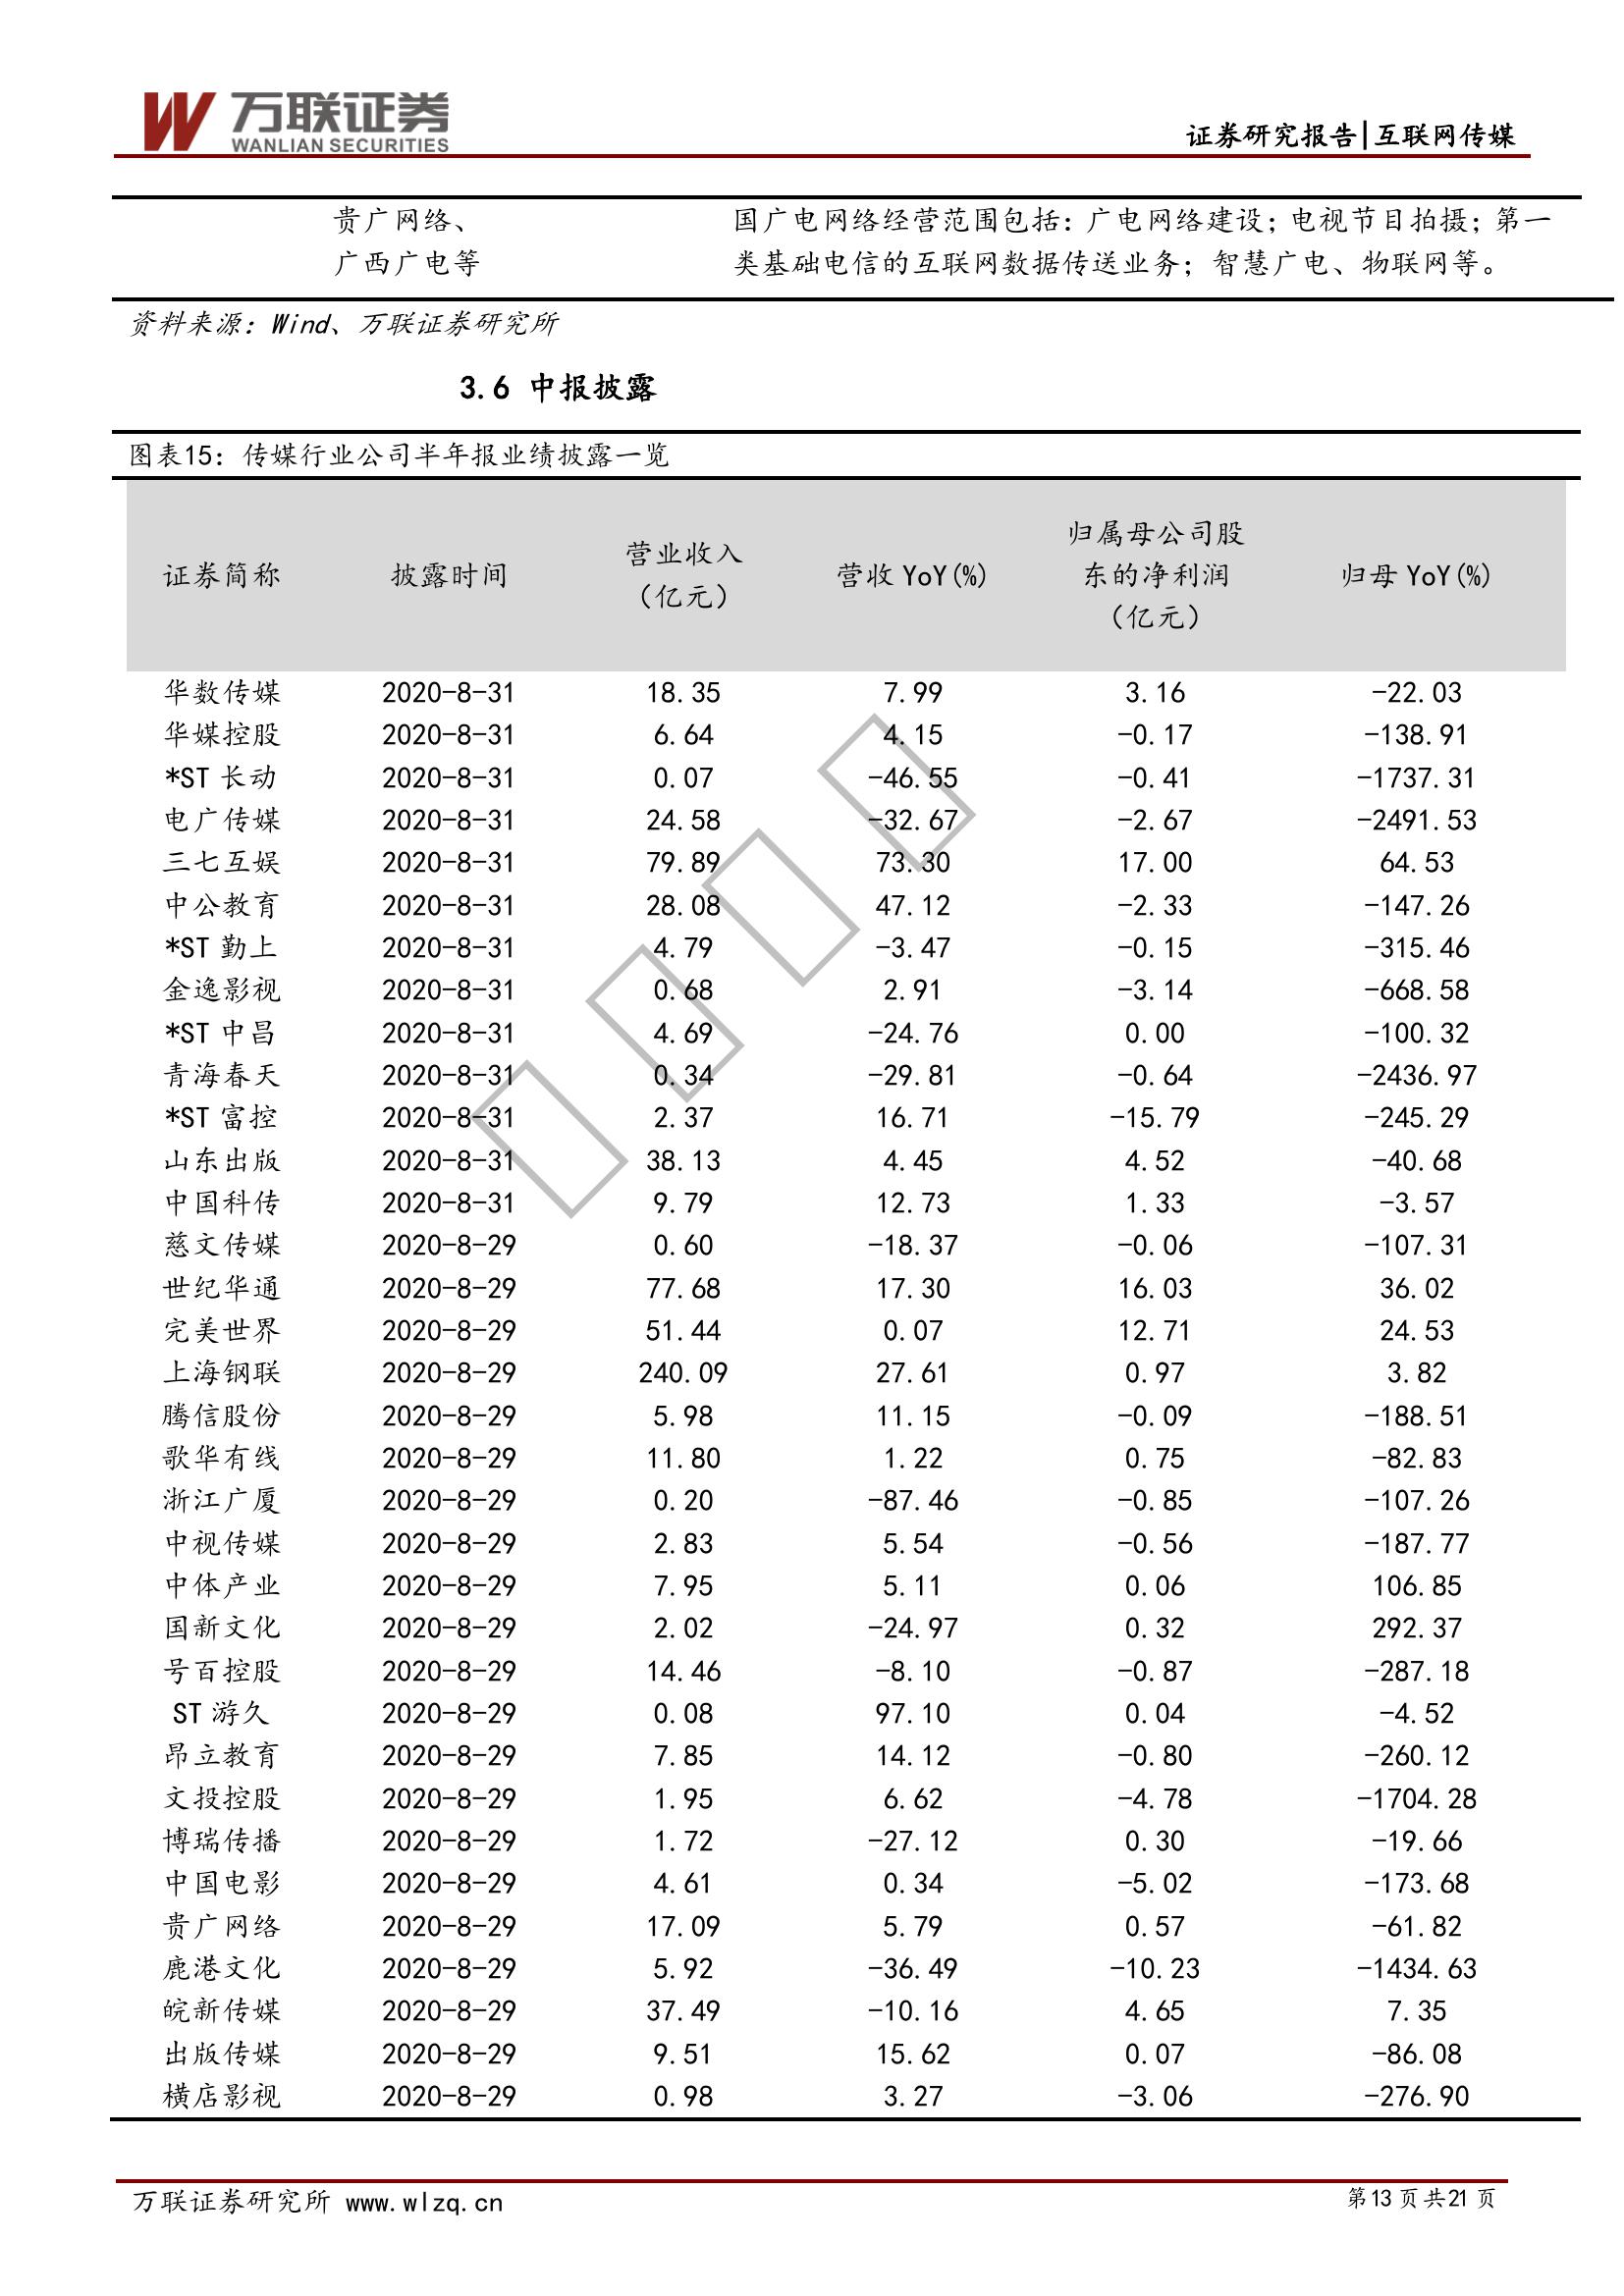 万联证券
WANLIAN SECURITIES
证券研究报告|互联网传媒
贵广网络、 国广电网络经营范围包括：广电网络建设；电视节目拍摄；第一
广西广电等 类基础电信的互联网数据传送业务；智慧广电、物联网等。
资料来源：Wind、万联证券研究所
3.6 中报披露
图表15：传媒行业公司半年报业绩披露一览
证券简称 披露时间 营业收入（亿元） 营收 YoY(%) 归属母公司股东的净利润（亿元） 归母 YoY(%)
华数传媒 2020-8-31 18.35 7.99 3.16 -22.03
华媒控股 2020-8-31 6.64 4.15 -0.17 -138.91
*ST 长动 2020-8-31 0.07 -46.55 -0.41 -1737.31
电广传媒 2020-8-31 24.58 -32.67 -2.67 -2491.53
三七互娱 2020-8-31 79.89 73.30 17.00 64.53
中公教育 2020-8-31 28.08 47.12 -2.33 -147.26
*ST 勤上 2020-8-31 4.79 -3.47 -0.15 -315.46
金逸影视 2020-8-31 0.68 2.91 -3.14 -668.58
*ST 中昌 2020-8-31 4.69 -24.76 0.00 -100.32
青海春天 2020-8-31 0.34 -29.81 -0.64 -2436.97
*ST 富控 2020-8-31 2.37 16.71 -15.79 -245.29
山东出版 2020-8-31 38.13 4.45 4.52 -40.68
中国科传 2020-8-31 9.79 12.73 1.33 -3.57
慈文传媒 2020-8-29 0.60 -18.37 -0.06 -107.31
世纪华通 2020-8-29 77.68 17.30 16.03 36.02
完美世界 2020-8-29 51.44 0.07 12.71 24.53
上海钢联 2020-8-29 240.09 27.61 0.97 3.82
腾信股份 2020-8-29 5.98 11.15 -0.09 -188.51
歌华有线 2020-8-29 11.80 1.22 0.75 -82.83
浙江广厦 2020-8-29 0.20 -87.46 -0.85 -107.26
中视传媒 2020-8-29 2.83 5.54 -0.56 -187.77
中体产业 2020-8-29 7.95 5.11 0.06 106.85
国新文化 2020-8-29 2.02 -24.97 0.32 292.37
号百控股 2020-8-29 14.46 -8.10 -0.87 -287.18
ST 游久 2020-8-29 0.08 97.10 0.04 -4.52
昂立教育 2020-8-29 7.85 14.12 -0.80 -260.12
文投控股 2020-8-29 1.95 6.62 -4.78 -1704.28
博瑞传播 2020-8-29 1.72 -27.12 0.30 -19.66
中国电影 2020-8-29 4.61 0.34 -5.02 -173.68
贵广网络 2020-8-29 17.09 5.79 0.57 -61.82
鹿港文化 2020-8-29 5.92 -36.49 -10.23 -1434.63
皖新传媒 2020-8-29 37.49 -10.16 4.65 7.35
出版传媒 2020-8-29 9.51 15.62 0.07 -86.08
横店影视 2020-8-29 0.98 3.27 -3.06 -276.90
万联证券研究所 www.wlzq.cn 第13 页 共21 页